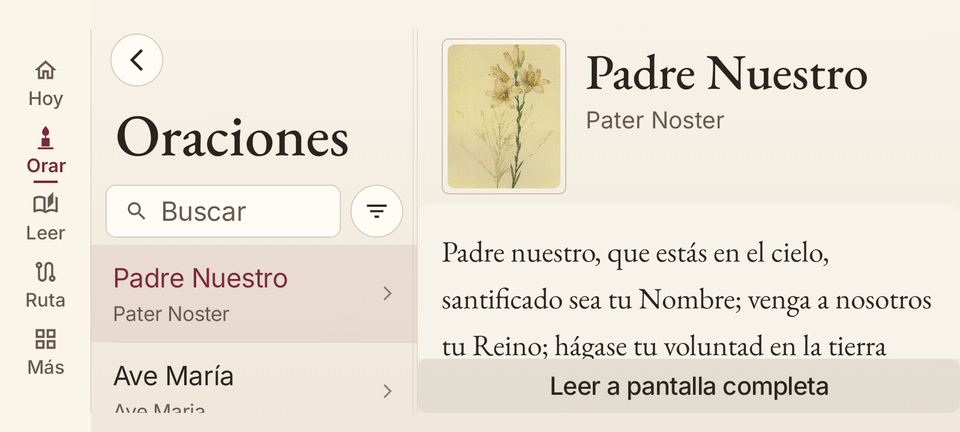 Hoy
Orar
Leer
Ruta
Más
Oraciones
Buscar
Padre Nuestro
Pater Noster
Ave María
Ave Maria
Padre Nuestro
Pater Noster
Padre nuestro, que estás en el cielo,
santificado sea tu Nombre; venga a nosotros
tu Reino; hágase tu voluntad en la tierra
Leer a pantalla completa